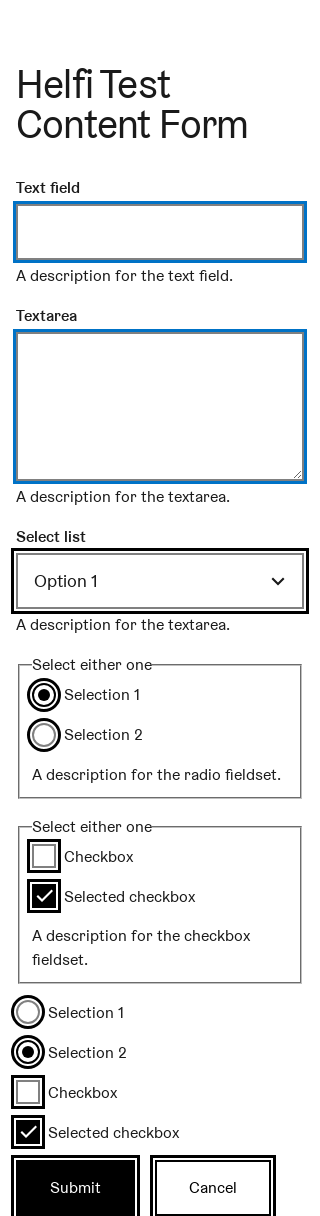 Helfi Test
Content Form
Text field
A description for the text field.
Textarea
A description for the textarea.
Select list
Option 1
A description for the textarea.
Select either one
Selection 1
Selection 2
A description for the radio fieldset.
Select either one
Checkbox
Selected checkbox
A description for the checkbox
fieldset.
Selection 1
Selection 2
Checkbox
Selected checkbox
Submit Cancel